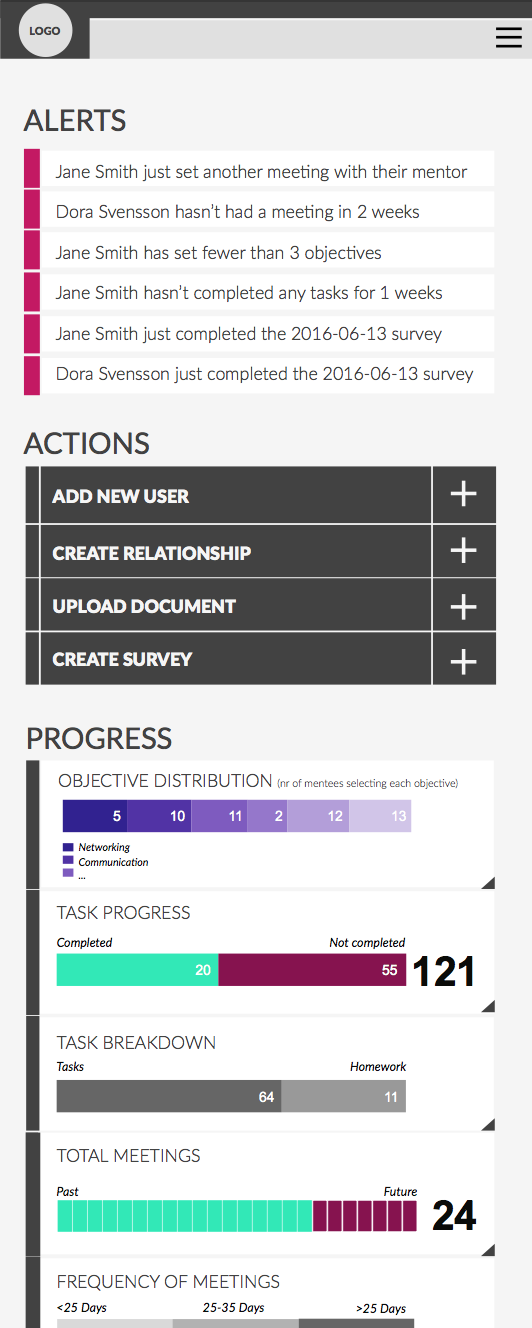 LOGO
ALERTS
Jane Smith just set another meeting with their mentor
Dora Svensson hasn't had a meeting in 2 weeks
Jane Smith has set fewer than 3 objectives
Jane Smith hasn't completed any tasks for 1 weeks
Jane Smith just completed the 2016-06-13 survey
Dora Svensson just completed the 2016-06-13 survey
ACTIONS
ADD NEW USER
CREATE RELATIONSHIP
UPLOAD DOCUMENT
CREATE SURVEY
PROGRESS
OBJECTIVE DISTRIBUTION (nr of mentees selecting each objective)
5 10 11 2 12 13
Networking
Communication
...
TASK PROGRESS
Completed Not completed
20 55 121
TASK BREAKDOWN
Tasks Homework
64 11
TOTAL MEETINGS
Past Future
24
FREQUENCY OF MEETINGS
<25 Days 25-35 Days >25 Days